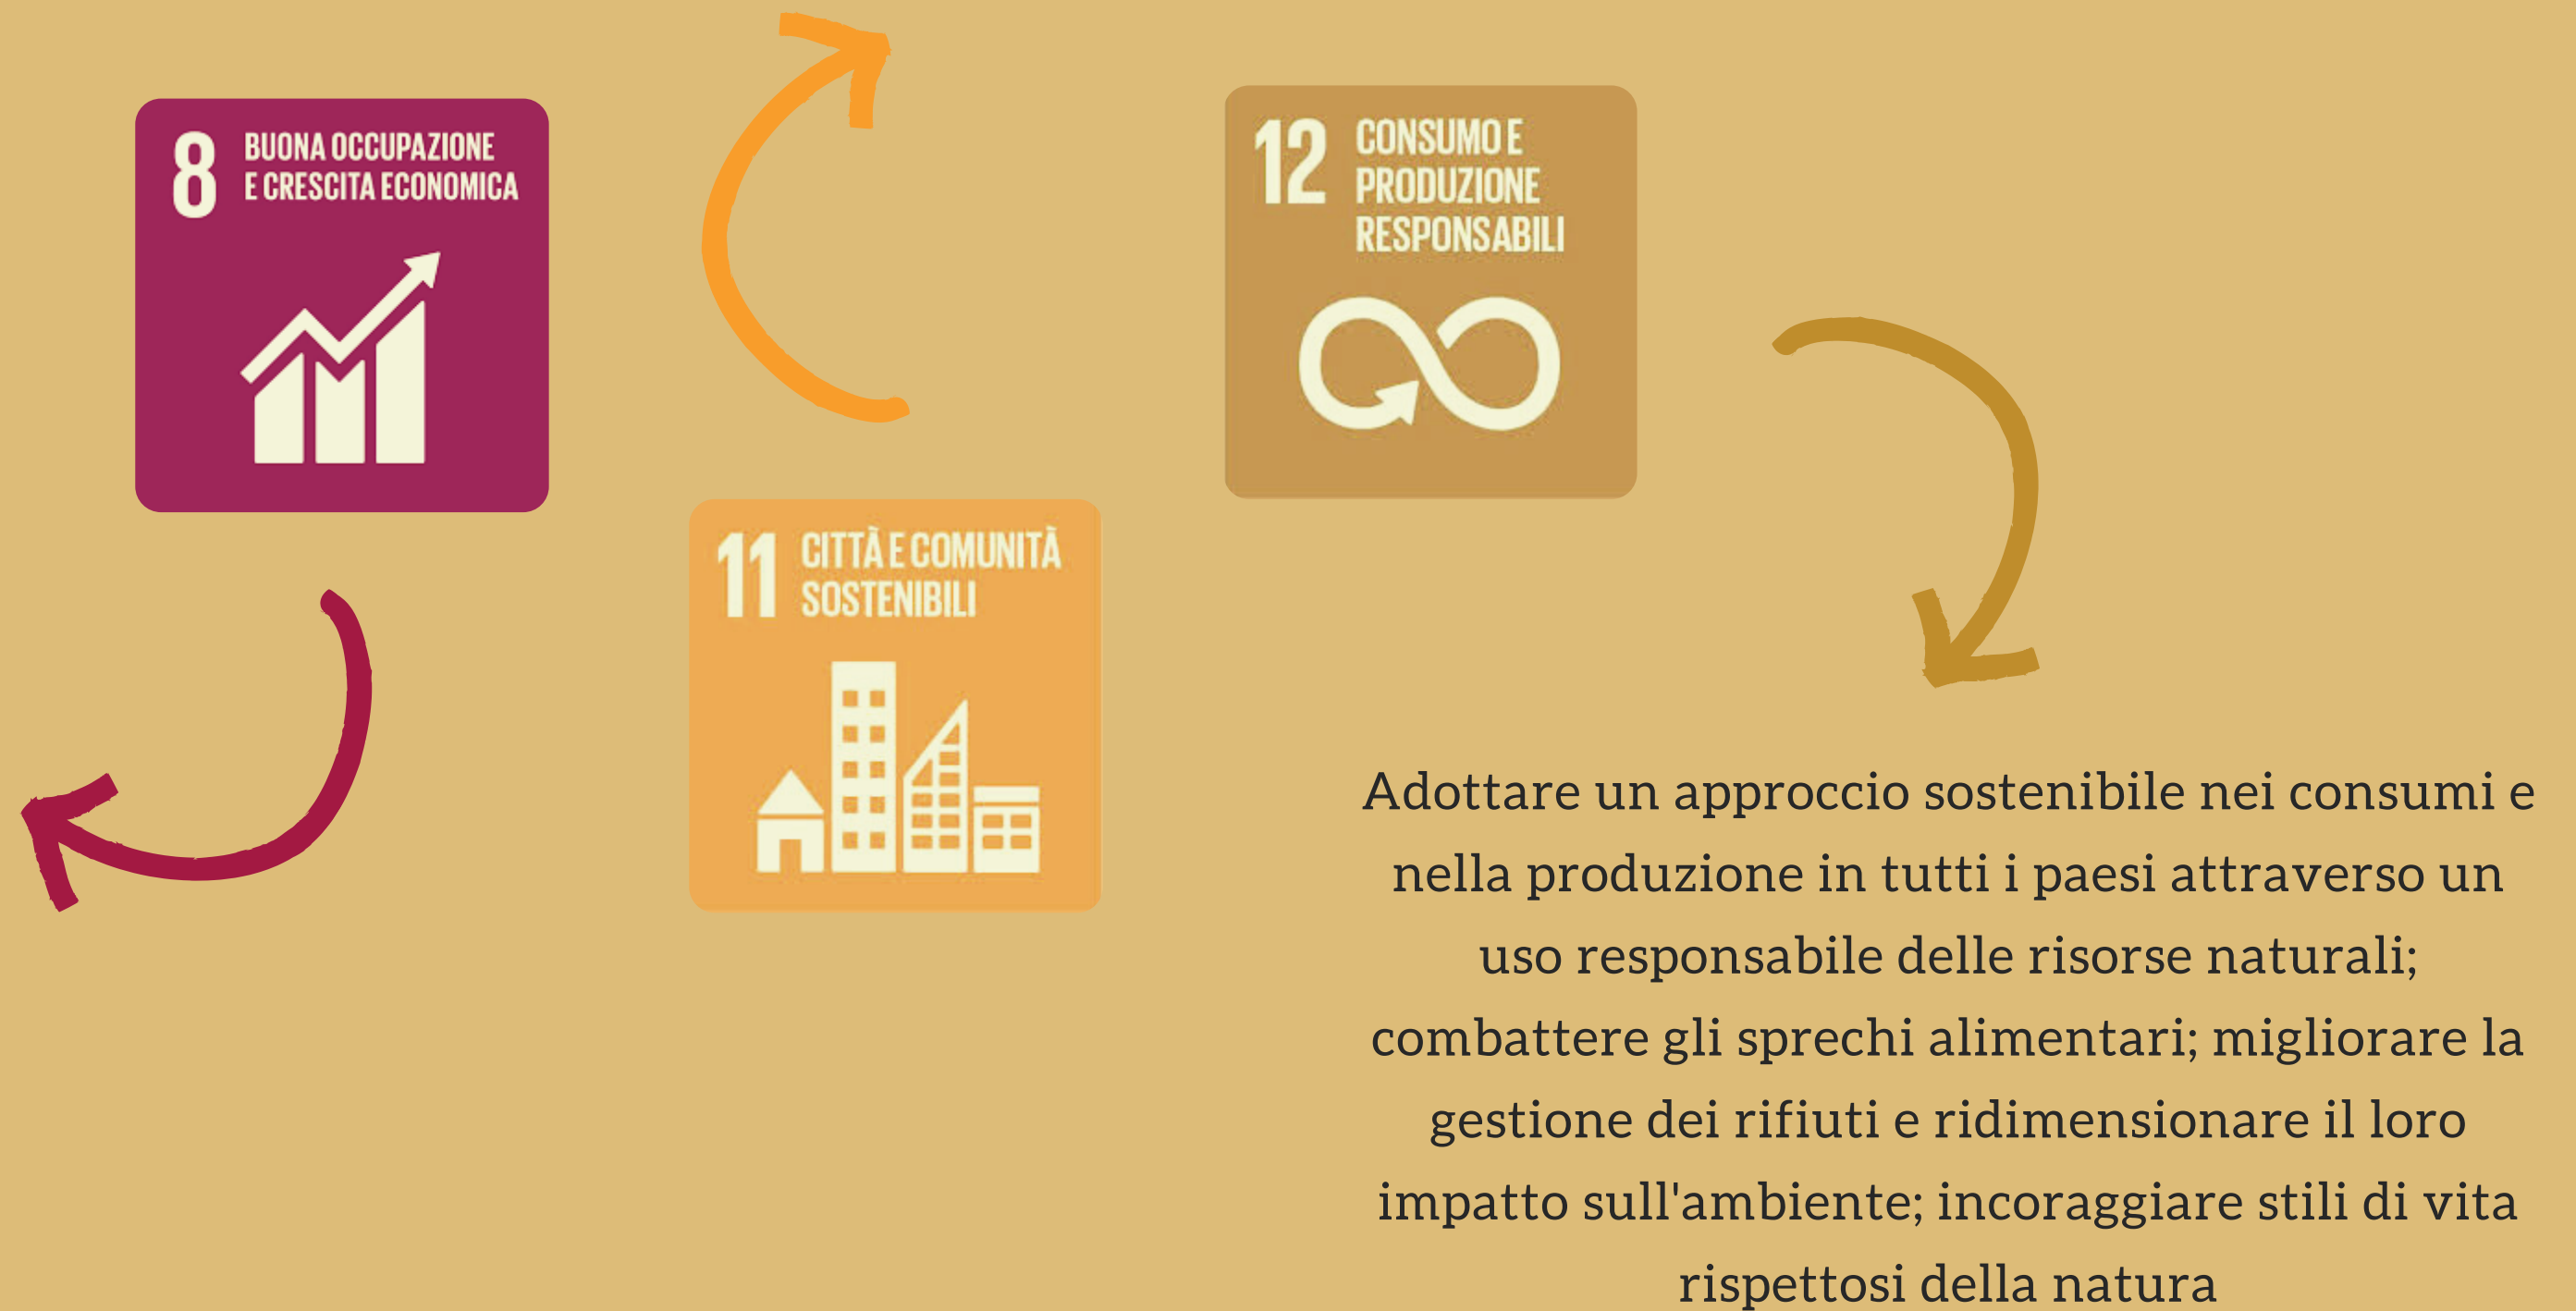 8
BUONA OCCUPAZIONE
E CRESCITA ECONOMICA
12
CONSUMO E
PRODUZIONE
RESPONSABILI
11
CITTÀ E COMUNITÀ
SOSTENIBILI
Adottare un approccio sostenibile nei consumi e
nella produzione in tutti i paesi attraverso un
uso responsabile delle risorse naturali;
combattere gli sprechi alimentari; migliorare la
gestione dei rifiuti e ridimensionare il loro
impatto sull'ambiente; incoraggiare stili di vita
rispettosi della natura